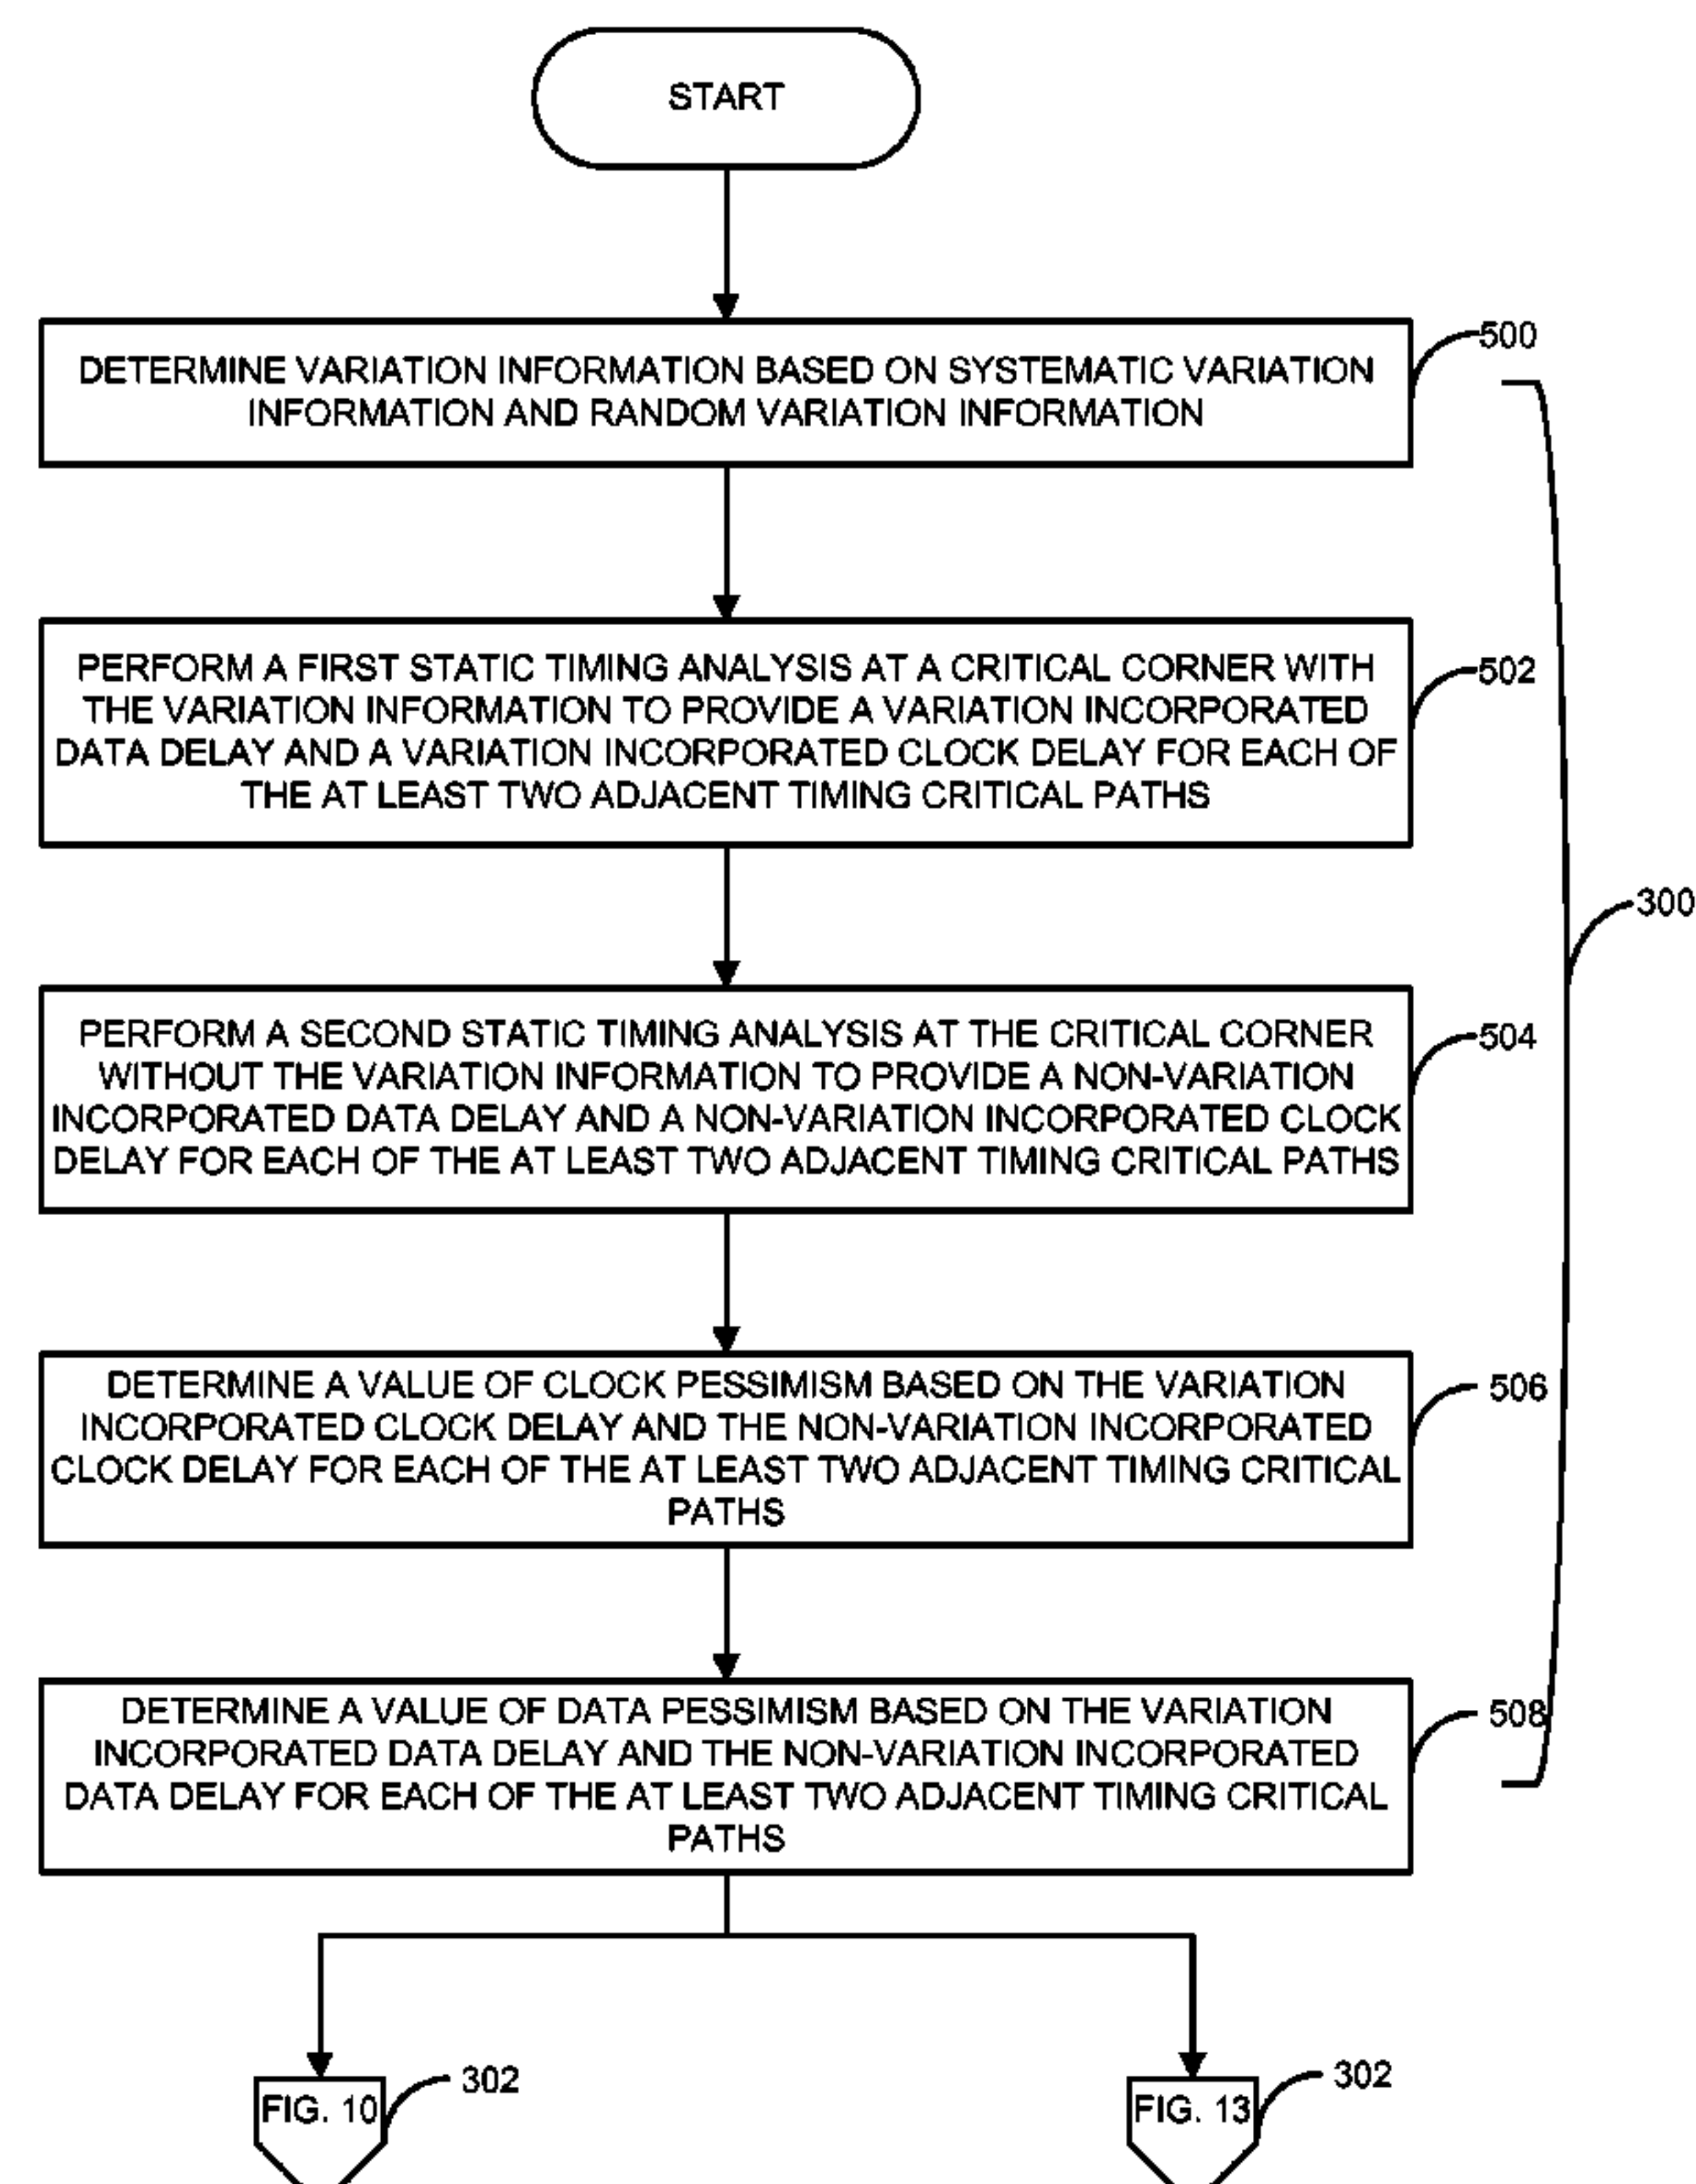 START
500
DETERMINE VARIATION INFORMATION BASED ON SYSTEMATIC VARIATION
INFORMATION AND RANDOM VARIATION INFORMATION
502
PERFORM A FIRST STATIC TIMING ANALYSIS AT A CRITICAL CORNER WITH
THE VARIATION INFORMATION TO PROVIDE A VARIATION INCORPORATED
DATA DELAY AND A VARIATION INCORPORATED CLOCK DELAY FOR EACH OF
THE AT LEAST TWO ADJACENT TIMING CRITICAL PATHS
300
504
PERFORM A SECOND STATIC TIMING ANALYSIS AT THE CRITICAL CORNER
WITHOUT THE VARIATION INFORMATION TO PROVIDE A NON-VARIATION
INCORPORATED DATA DELAY AND A NON-VARIATION INCORPORATED CLOCK
DELAY FOR EACH OF THE AT LEAST TWO ADJACENT TIMING CRITICAL PATHS
506
DETERMINE A VALUE OF CLOCK PESSIMISM BASED ON THE VARIATION
INCORPORATED CLOCK DELAY AND THE NON-VARIATION INCORPORATED
CLOCK DELAY FOR EACH OF THE AT LEAST TWO ADJACENT TIMING CRITICAL
PATHS
508
DETERMINE A VALUE OF DATA PESSIMISM BASED ON THE VARIATION
INCORPORATED DATA DELAY AND THE NON-VARIATION INCORPORATED
DATA DELAY FOR EACH OF THE AT LEAST TWO ADJACENT TIMING CRITICAL
PATHS
302
FIG. 10
302
FIG. 13